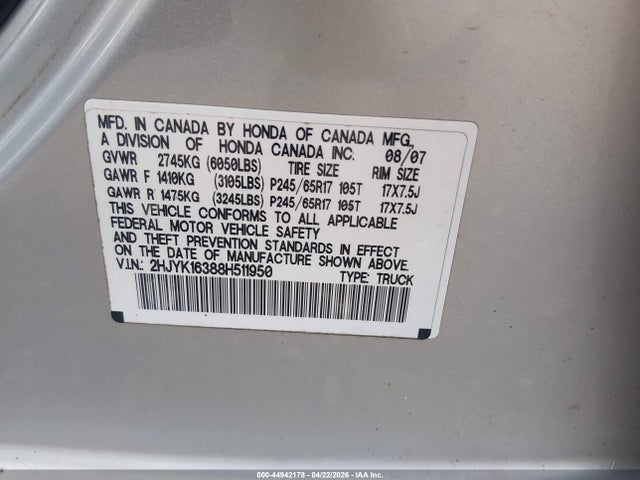 MFD. IN CANADA BY HONDA OF CANADA MFG.,
A DIVISION OF HONDA CANADA INC. 08/07
GVWR 2745KG (6050LBS) TIRE SIZE RIM SIZE
GAWR F 1410KG (3105LBS) P245/65R17 105T 17X7.5J
GAWR R 1475KG (3245LBS) P245/65R17 105T 17X7.5J
THIS VEHICLE CONFORMS TO ALL APPLICABLE
FEDERAL MOTOR VEHICLE SAFETY
AND THEFT PREVENTION STANDARDS IN EFFECT
ON THE DATE OF MANUFACTURE SHOWN ABOVE.
V.I.N.: 2HJYK16388H511950 TYPE: TRUCK
000-44942178 - 04/22/2026 - IAA Inc.